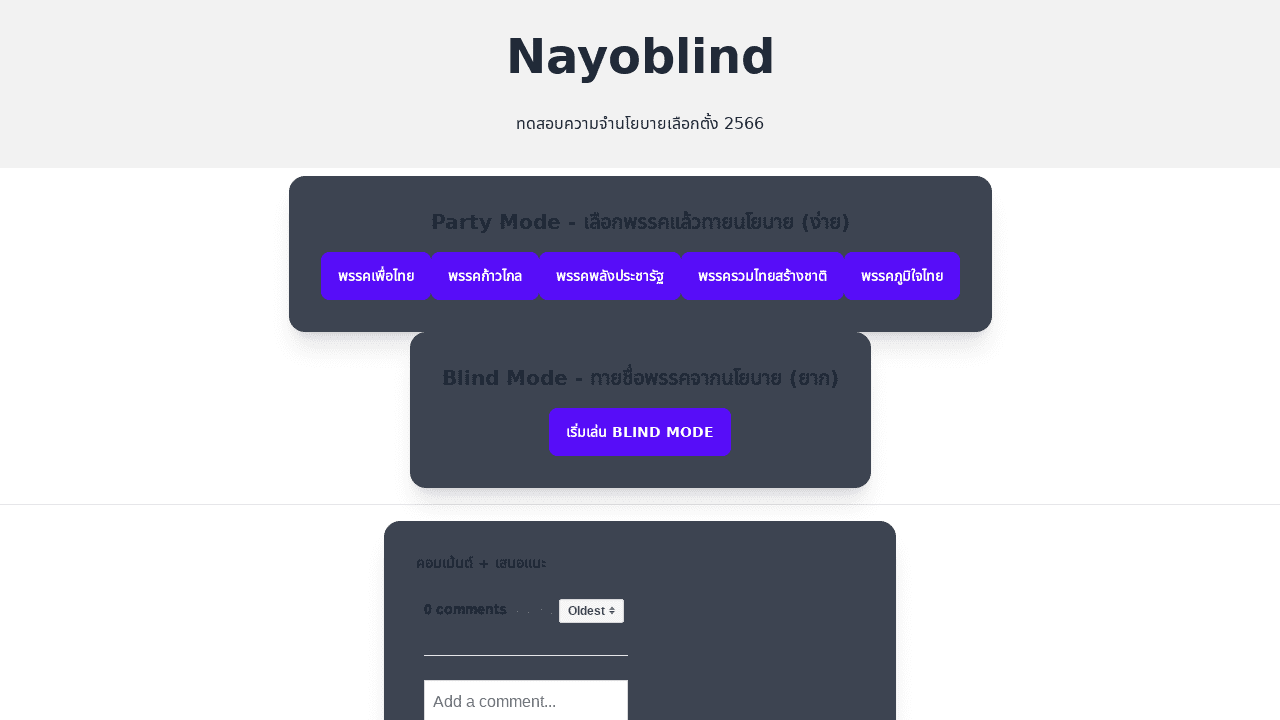 Nayoblind
ทดสอบความจำนโยบายเลือกตั้ง 2566
Party Mode - เลือกพรรคแล้วทายนโยบาย (ง่าย)
พรรคเพื่อไทย พรรคก้าวไกล พรรคพลังประชารัฐ พรรครวมไทยสร้างชาติ พรรคภูมิใจไทย
Blind Mode - ทายชื่อพรรคจากนโยบาย (ยาก)
เริ่มเล่น BLIND MODE
คอมเม้นต์ + เสนอแนะ
0 comments Oldest
Add a comment...